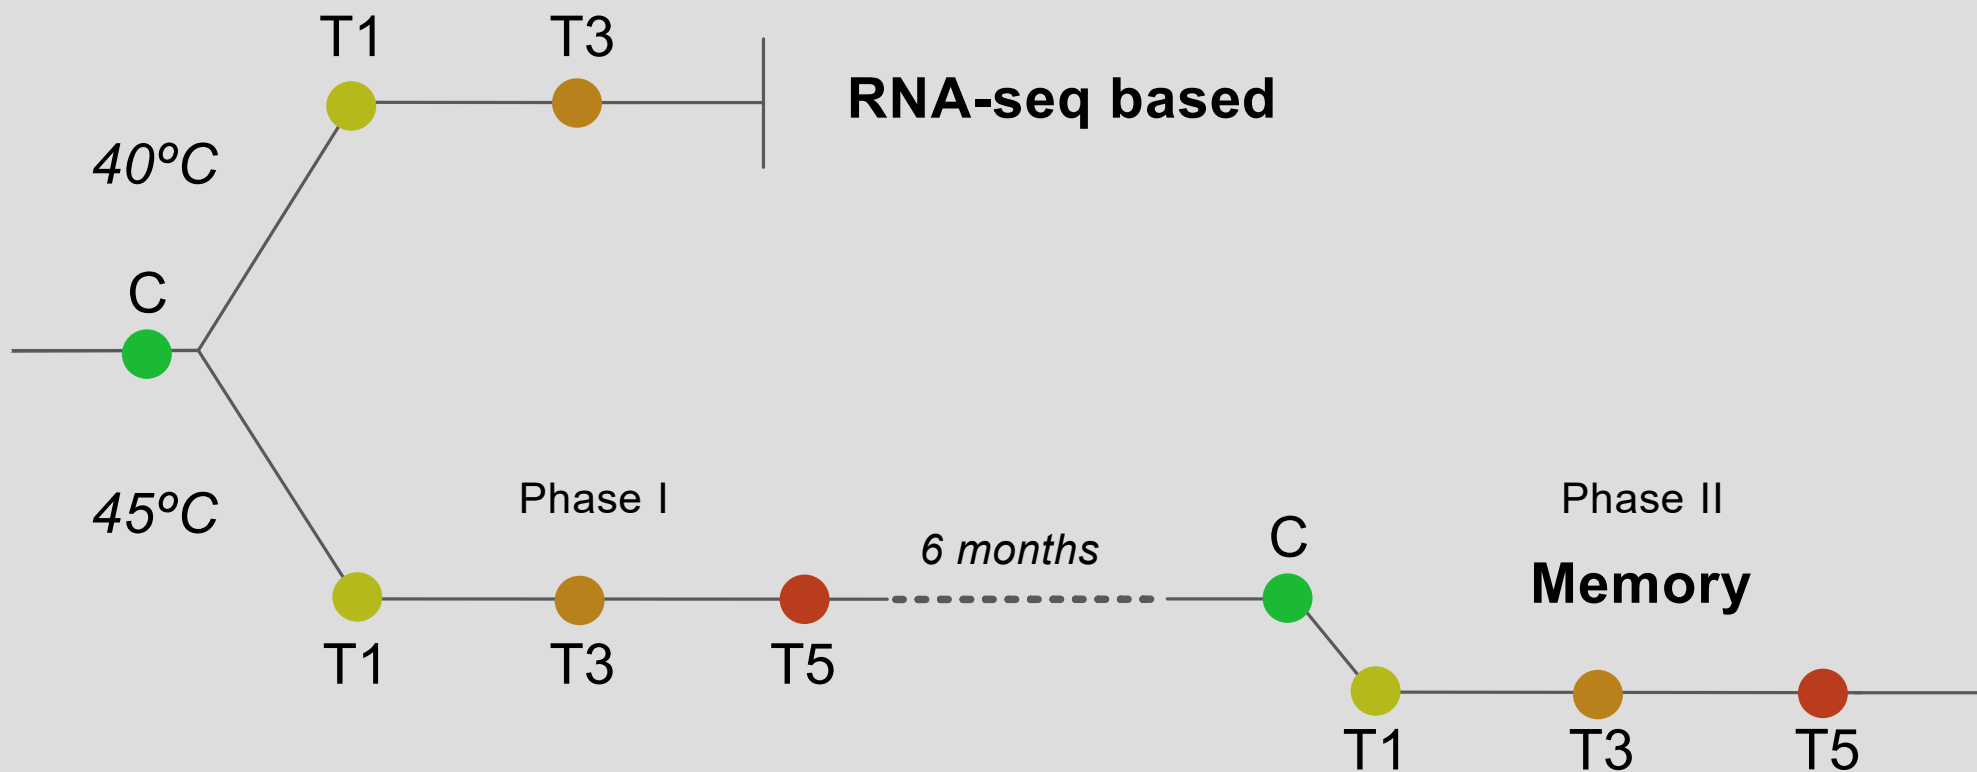 T1
T3
RNA-seq based
40ºC
C
45ºC
Phase I
Phase II
6 months
C
Memory
T1
T3
T5
T1
T3
T5